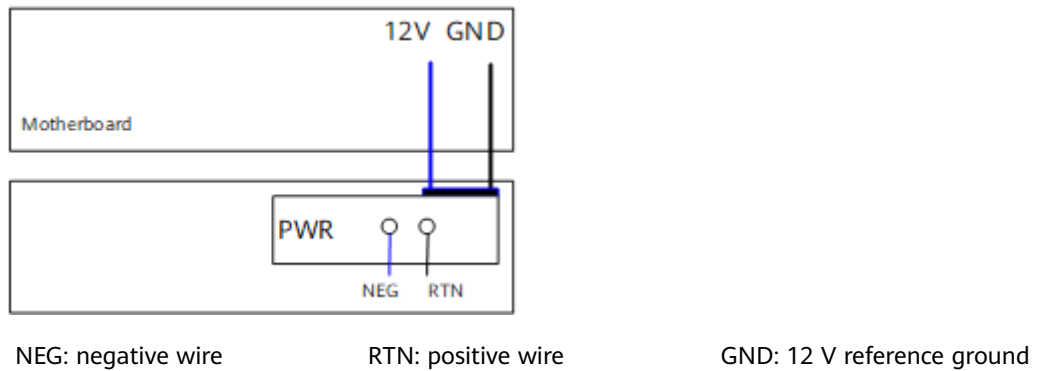 12V GND
Motherboard
PWR
NEG RTN
NEG: negative wire RTN: positive wire GND: 12 V reference ground